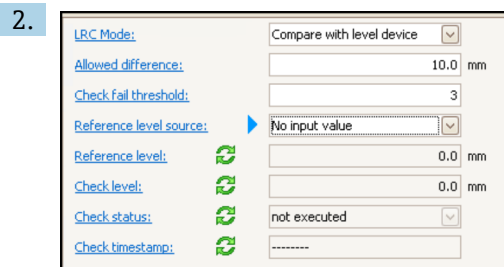 2.
LRC Mode: Compare with level device
Allowed difference: 10.0 mm
Check fail threshold: 3
Reference level source: No input value
Reference level: 0.0 mm
Check level: 0.0 mm
Check status: not executed
Check timestamp: --------